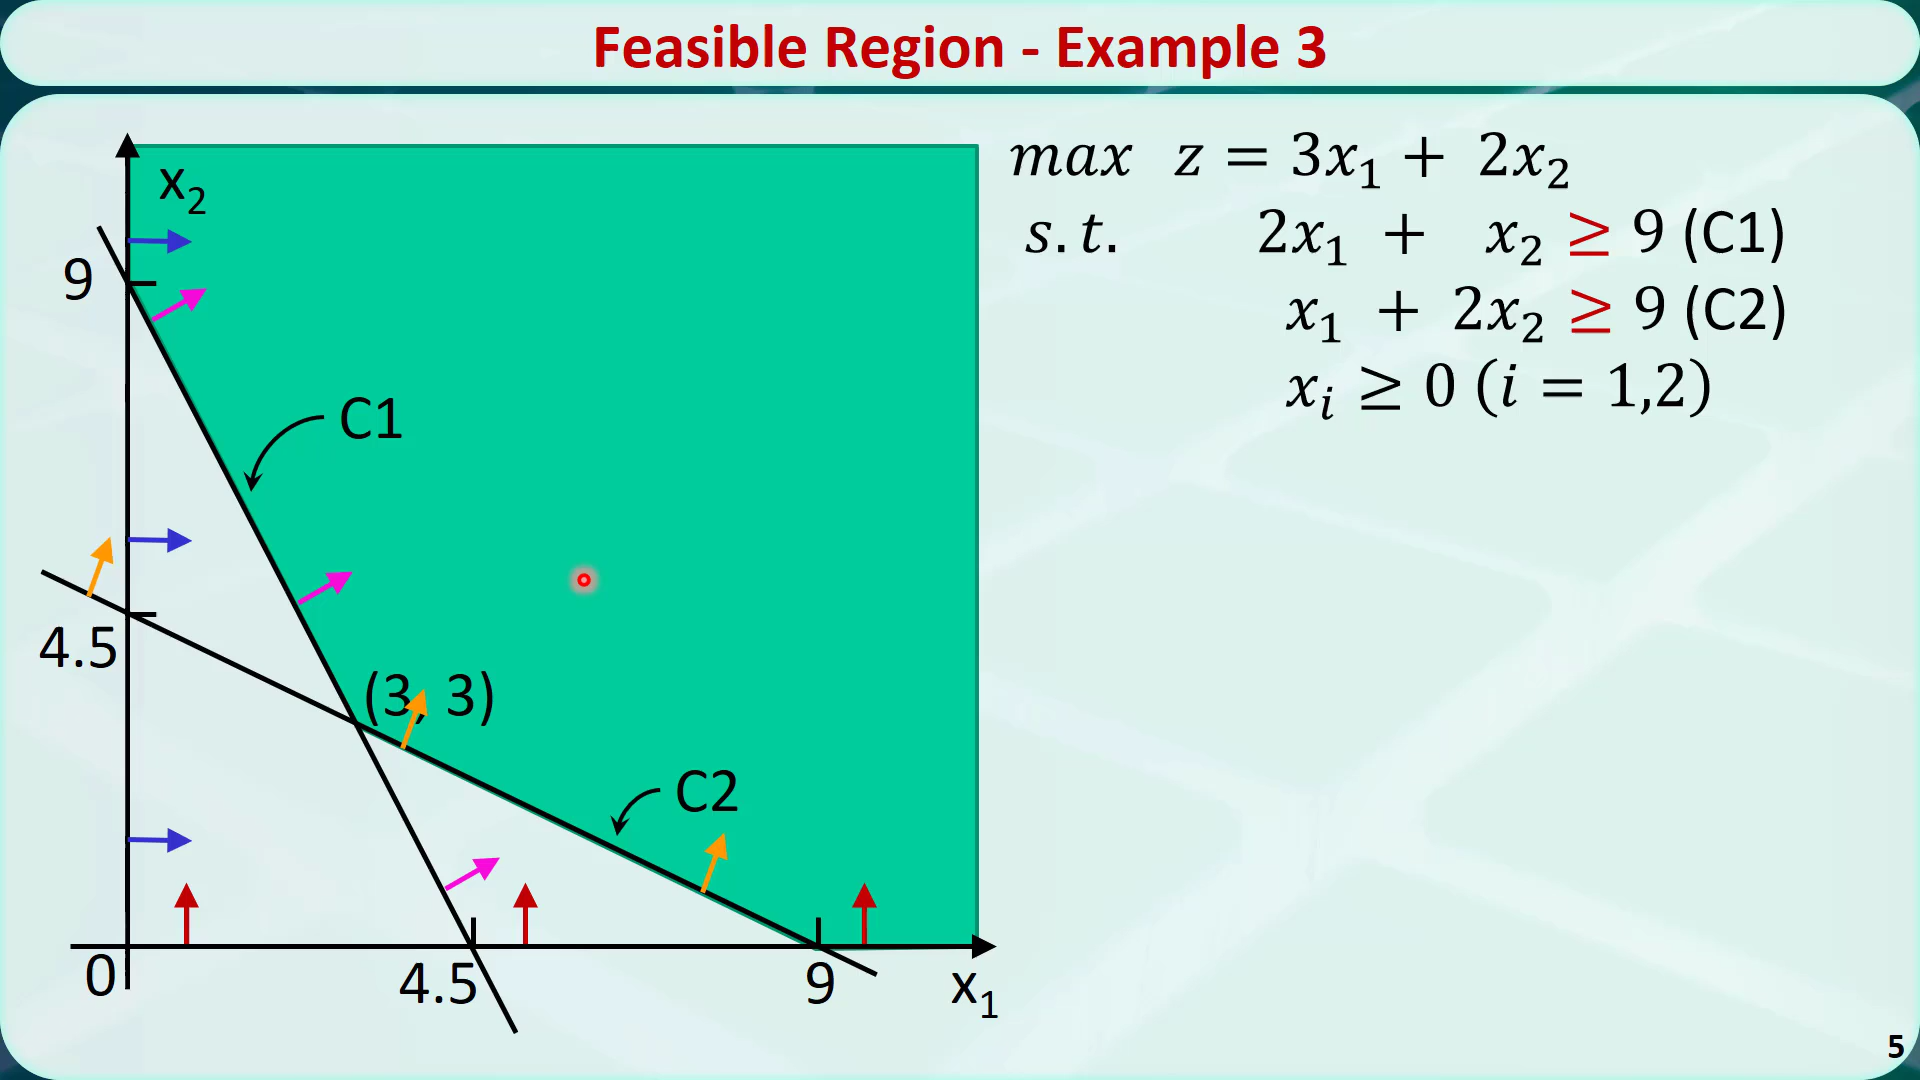 Feasible Region - Example 3
max z = 3x₁ + 2x₂
s.t. 2x₁ + x₂ ≥ 9 (C1)
x₁ + 2x₂ ≥ 9 (C2)
xᵢ ≥ 0 (i = 1,2)
x₂
9
C1
4.5
(3, 3)
C2
0
4.5
9
x₁
5